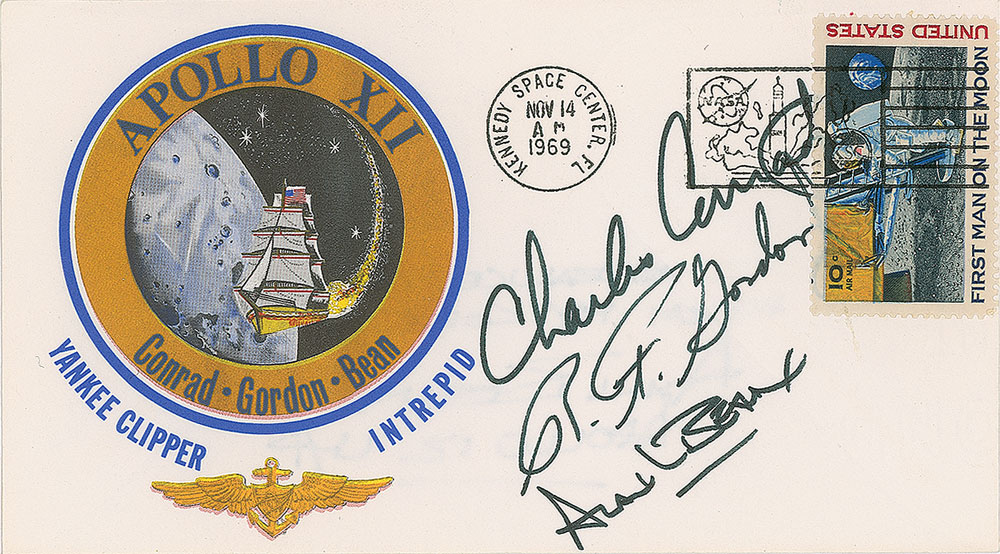 APOLLO XII
Conrad • Gordon • Bean
YANKEE CLIPPER
INTREPID
KENNEDY SPACE CENTER, FL
NOV 14
AM
1969
NASA
UNITED STATES
FIRST MAN ON THE MOON
10¢
AIR MAIL
Charles Conrad Jr
R. F. Gordon
Alan L Bean